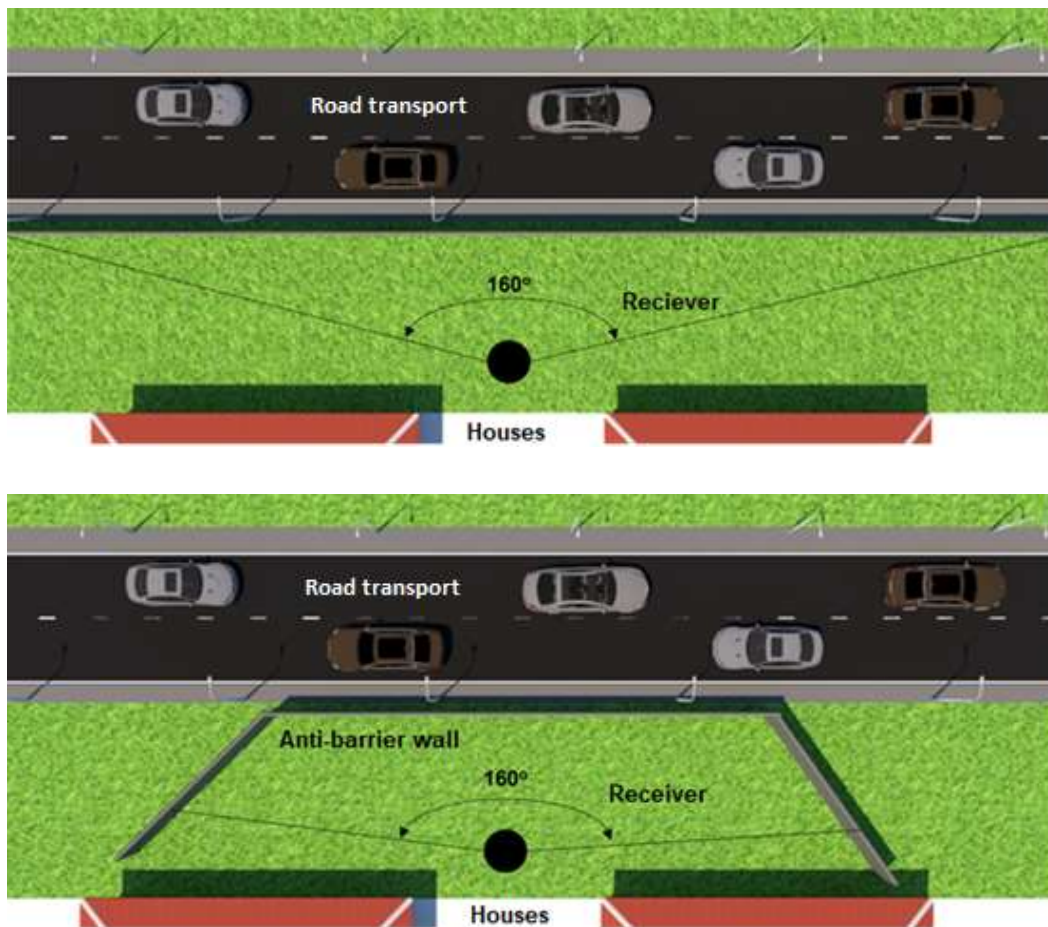 Road transport
160°
Reciever
Houses
Road transport
Anti-barrier wall
160°
Receiver
Houses